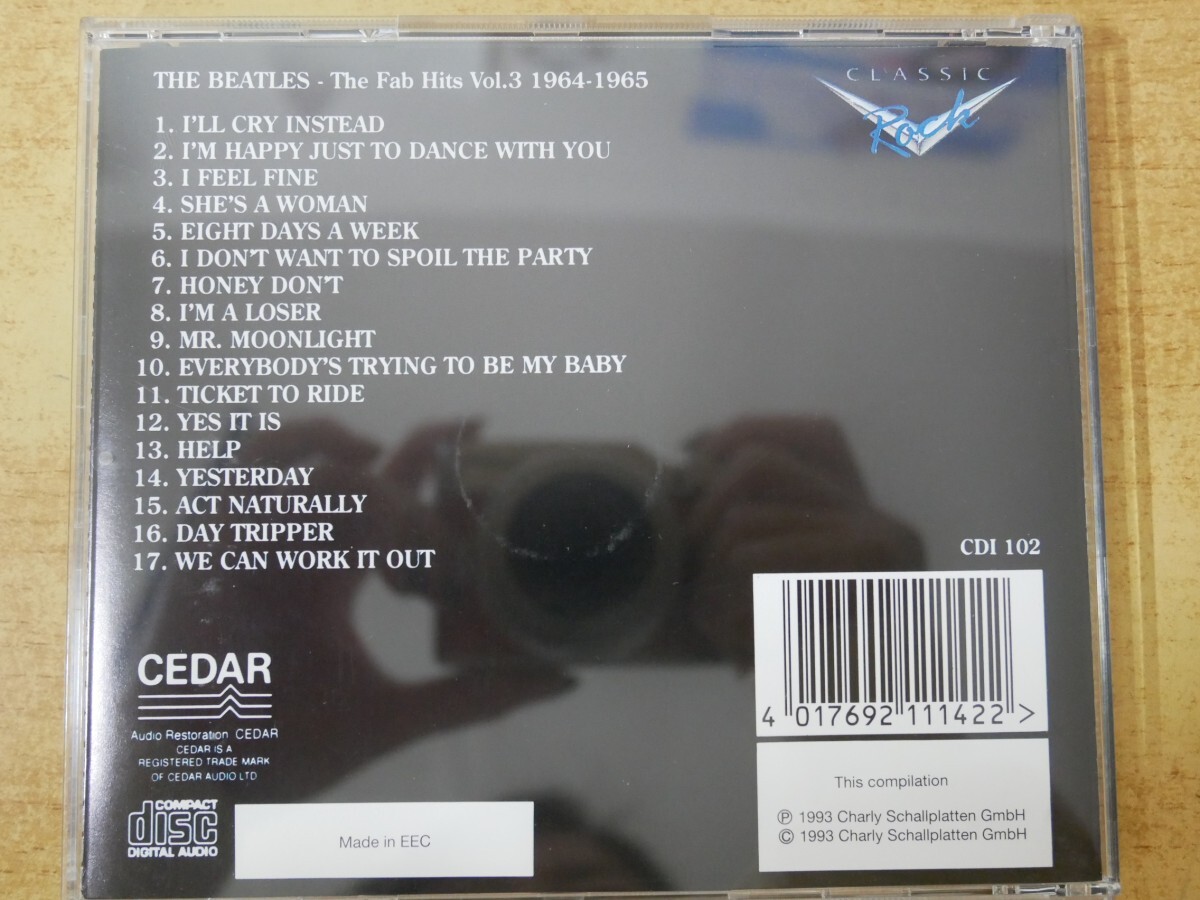 THE BEATLES - The Fab Hits Vol.3 1964-1965
CLASSIC
Rock
1. I'LL CRY INSTEAD
2. I'M HAPPY JUST TO DANCE WITH YOU
3. I FEEL FINE
4. SHE'S A WOMAN
5. EIGHT DAYS A WEEK
6. I DON'T WANT TO SPOIL THE PARTY
7. HONEY DON'T
8. I'M A LOSER
9. MR. MOONLIGHT
10. EVERYBODY'S TRYING TO BE MY BABY
11. TICKET TO RIDE
12. YES IT IS
13. HELP
14. YESTERDAY
15. ACT NATURALLY
16. DAY TRIPPER
17. WE CAN WORK IT OUT
CDI 102
4 017692 111422 >
CEDAR
Audio Restoration CEDAR
CEDAR IS A
REGISTERED TRADE MARK
OF CEDAR AUDIO LTD
COMPACT
disc
DIGITAL AUDIO
Made in EEC
This compilation
℗ 1993 Charly Schallplatten GmbH
© 1993 Charly Schallplatten GmbH